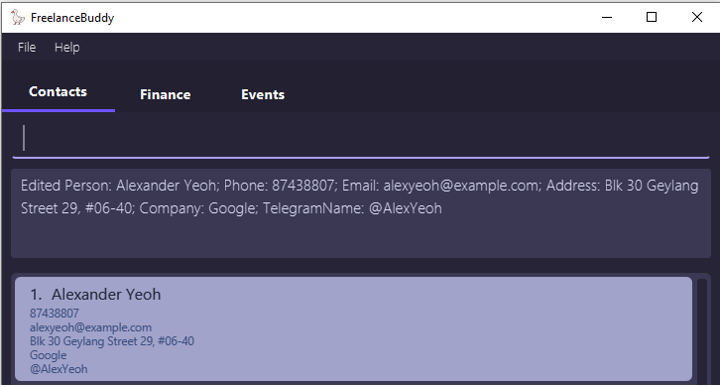 FreelanceBuddy
File Help
Contacts Finance Events
Edited Person: Alexander Yeoh; Phone: 87438807; Email: alexyeoh@example.com; Address: Blk 30 Geylang
Street 29, #06-40; Company: Google; TelegramName: @AlexYeoh
1. Alexander Yeoh
87438807
alexyeoh@example.com
Blk 30 Geylang Street 29, #06-40
Google
@AlexYeoh